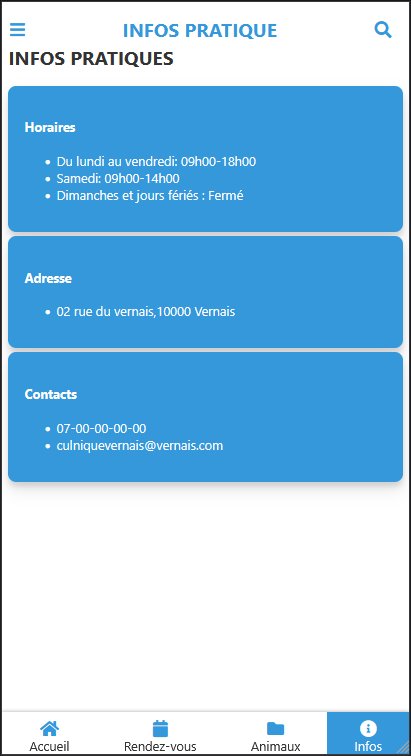 INFOS PRATIQUE
INFOS PRATIQUES
Horaires
Du lundi au vendredi: 09h00-18h00
Samedi: 09h00-14h00
Dimanches et jours fériés : Fermé
Adresse
02 rue du vernais,10000 Vernais
Contacts
07-00-00-00-00
culniquevernais@vernais.com
Accueil Rendez-vous Animaux Infos